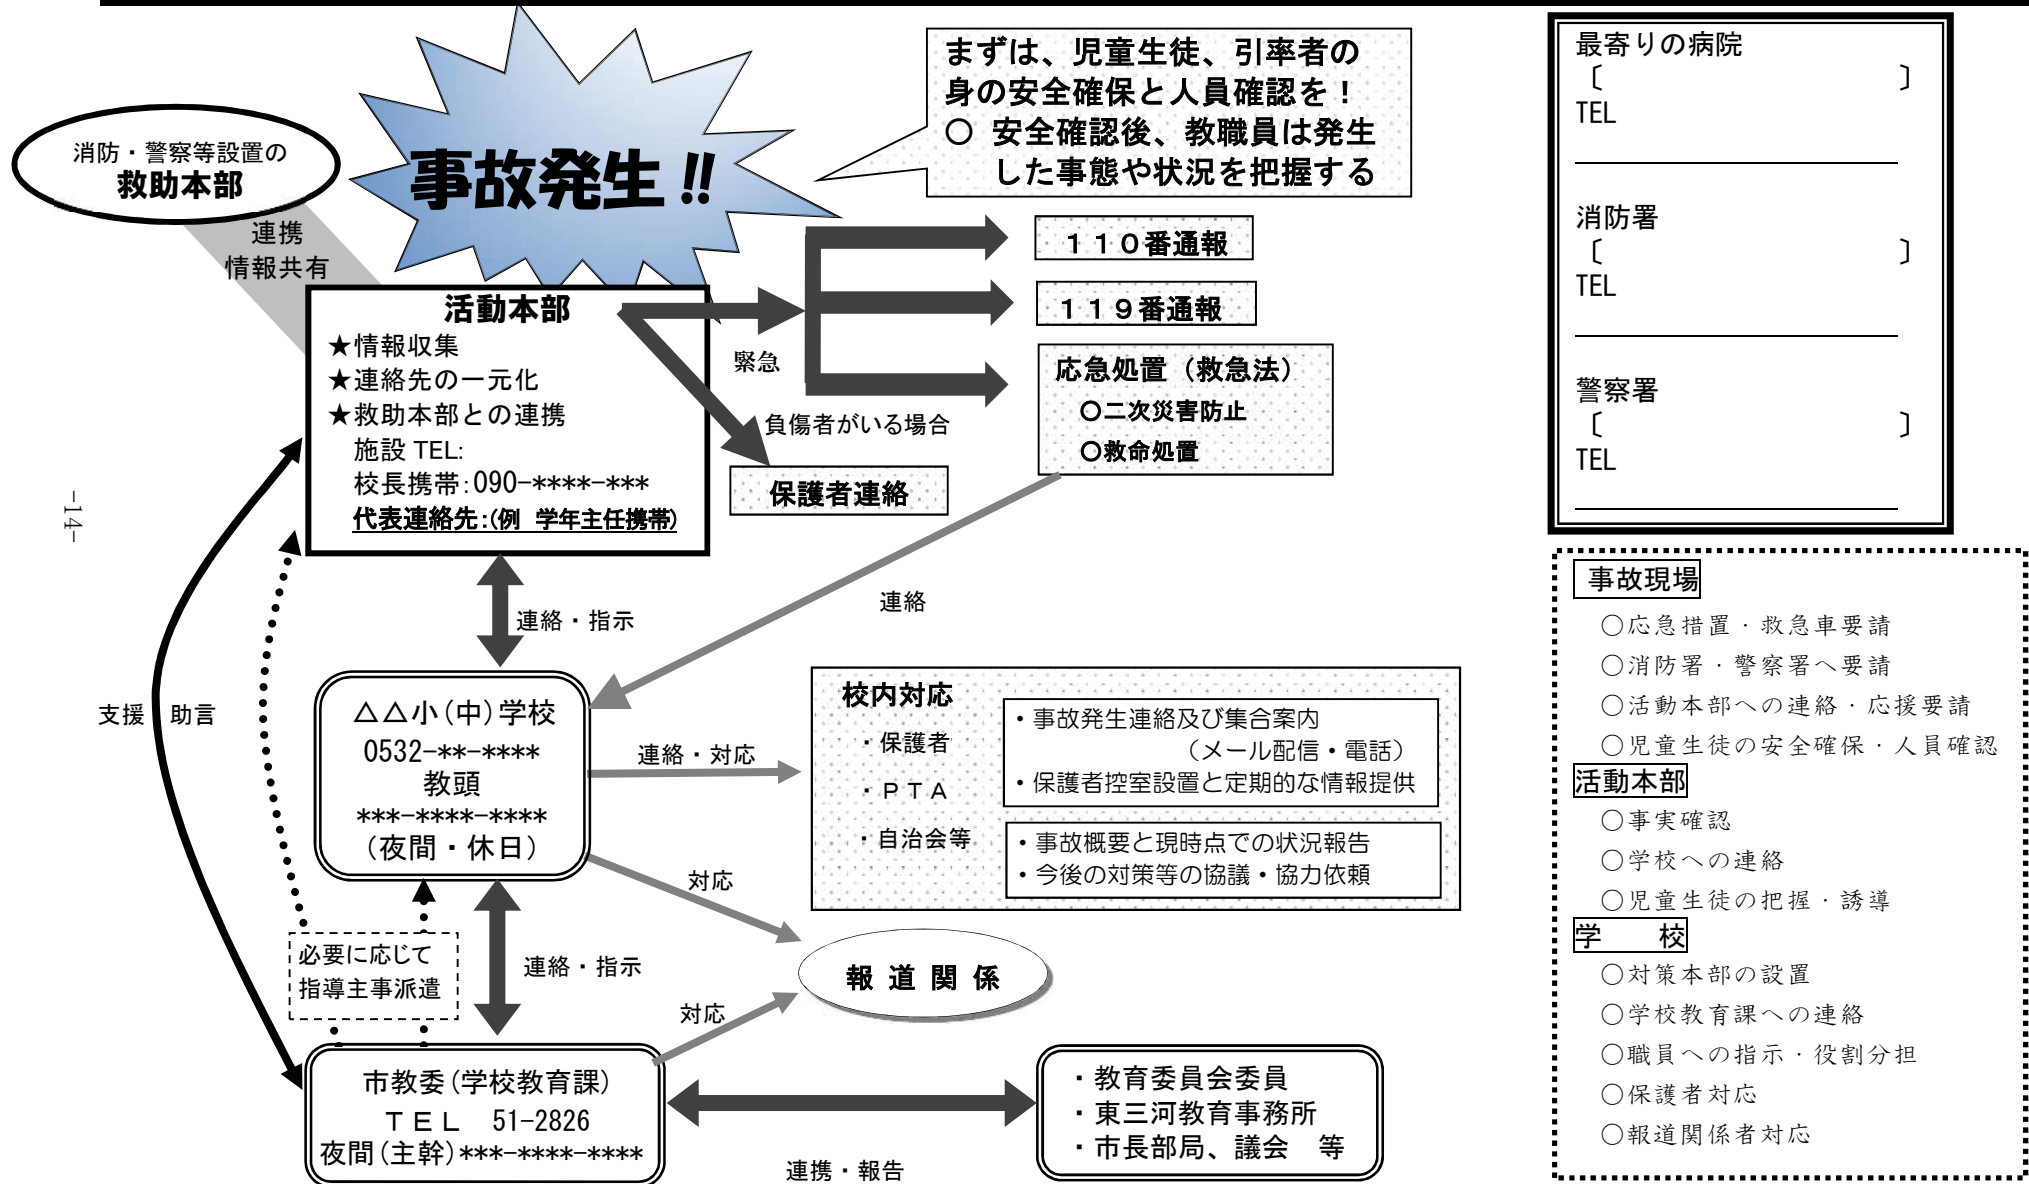 消防・警察等設置の
救助本部
連携
情報共有
事故発生!!
まずは、児童生徒、引率者の
身の安全確保と人員確認を！
○ 安全確認後、教職員は発生
した事態や状況を把握する
活動本部
★情報収集
★連絡先の一元化
★救助本部との連携
施設 TEL:
校長携帯:090-****-***
代表連絡先:(例 学年主任携帯)
緊急
負傷者がいる場合
１１０番通報
１１９番通報
応急処置（救急法）
○二次災害防止
○救命処置
保護者連絡
連絡
連絡・指示
支援 助言
△△小(中)学校
0532-**-****
教頭
***-****-****
(夜間・休日)
連絡・対応
校内対応
・保護者
・ＰＴＡ
・自治会等
・事故発生連絡及び集合案内
（メール配信・電話）
・保護者控室設置と定期的な情報提供
・事故概要と現時点での状況報告
・今後の対策等の協議・協力依頼
対応
報道関係
必要に応じて
指導主事派遣
連絡・指示
対応
市教委(学校教育課)
ＴＥＬ 51-2826
夜間(主幹)***-****-****
連携・報告
・教育委員会委員
・東三河教育事務所
・市長部局、議会　等
最寄りの病院
〔　　　〕
TEL
消防署
〔　　　〕
TEL
警察署
〔　　　〕
TEL
事故現場
○応急措置・救急車要請
○消防署・警察署へ要請
○活動本部への連絡・応援要請
○児童生徒の安全確保・人員確認
活動本部
○事実確認
○学校への連絡
○児童生徒の把握・誘導
学　校
○対策本部の設置
○学校教育課への連絡
○職員への指示・役割分担
○保護者対応
○報道関係者対応
-14-